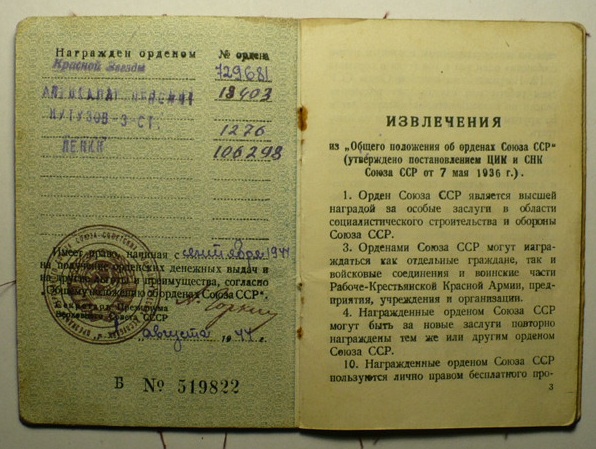 Награжден орденом № ордена
Красной Звезды 729681
Александр Невский 13403
Кутузов-3-ст. 1276
Ленин 106298
Имеет право, начиная с сентября 1944
на получение орденских денежных выдач и
на другие льготы и преимущества, согласно
„Общему положению об орденах Союза ССР“.
Секретарь Президиума
Верховного Совета СССР
А. Горкин
„ августа 1944 г.
Б № 519822
ИЗВЛЕЧЕНИЯ
из „Общего положения об орденах Союза ССР“
(утверждено постановлением ЦИК и СНК
Союза ССР от 7 мая 1936 г.).
1. Орден Союза ССР является высшей
наградой за особые заслуги в области
социалистического строительства и обороны
Союза ССР.
3. Орденами Союза ССР могут награ-
ждаться как отдельные граждане, так и
войсковые соединения и воинские части
Рабоче-Крестьянской Красной Армии, пред-
приятия, учреждения и организации.
4. Награжденные орденом Союза ССР
могут быть за новые заслуги повторно
награждены тем же или другим орденом
Союза ССР.
10. Награжденные орденом Союза ССР
пользуются лично правом бесплатного про-
3